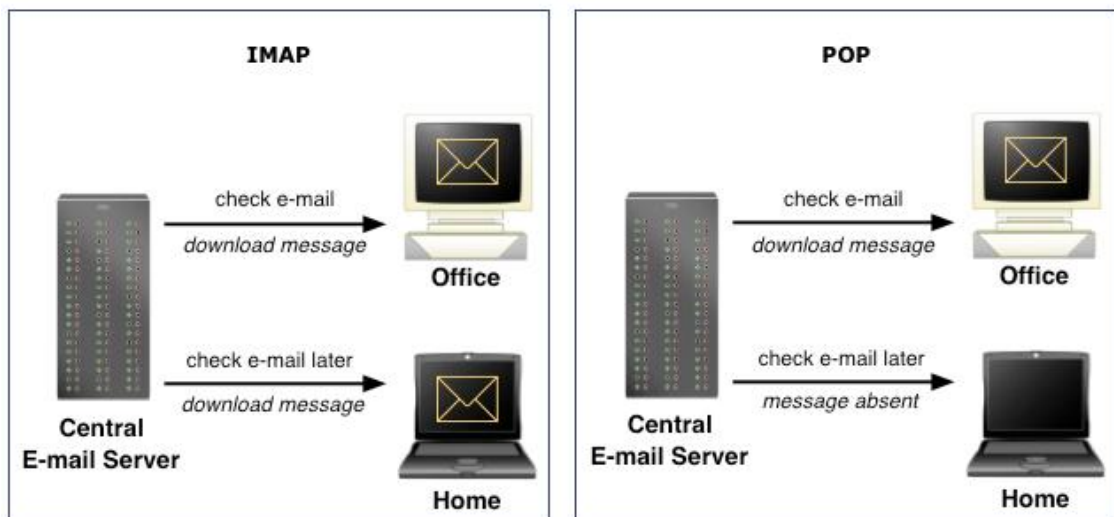 IMAP
check e-mail
download message
Office
check e-mail later
download message
Central
E-mail Server
Home
POP
check e-mail
download message
Office
check e-mail later
message absent
Central
E-mail Server
Home